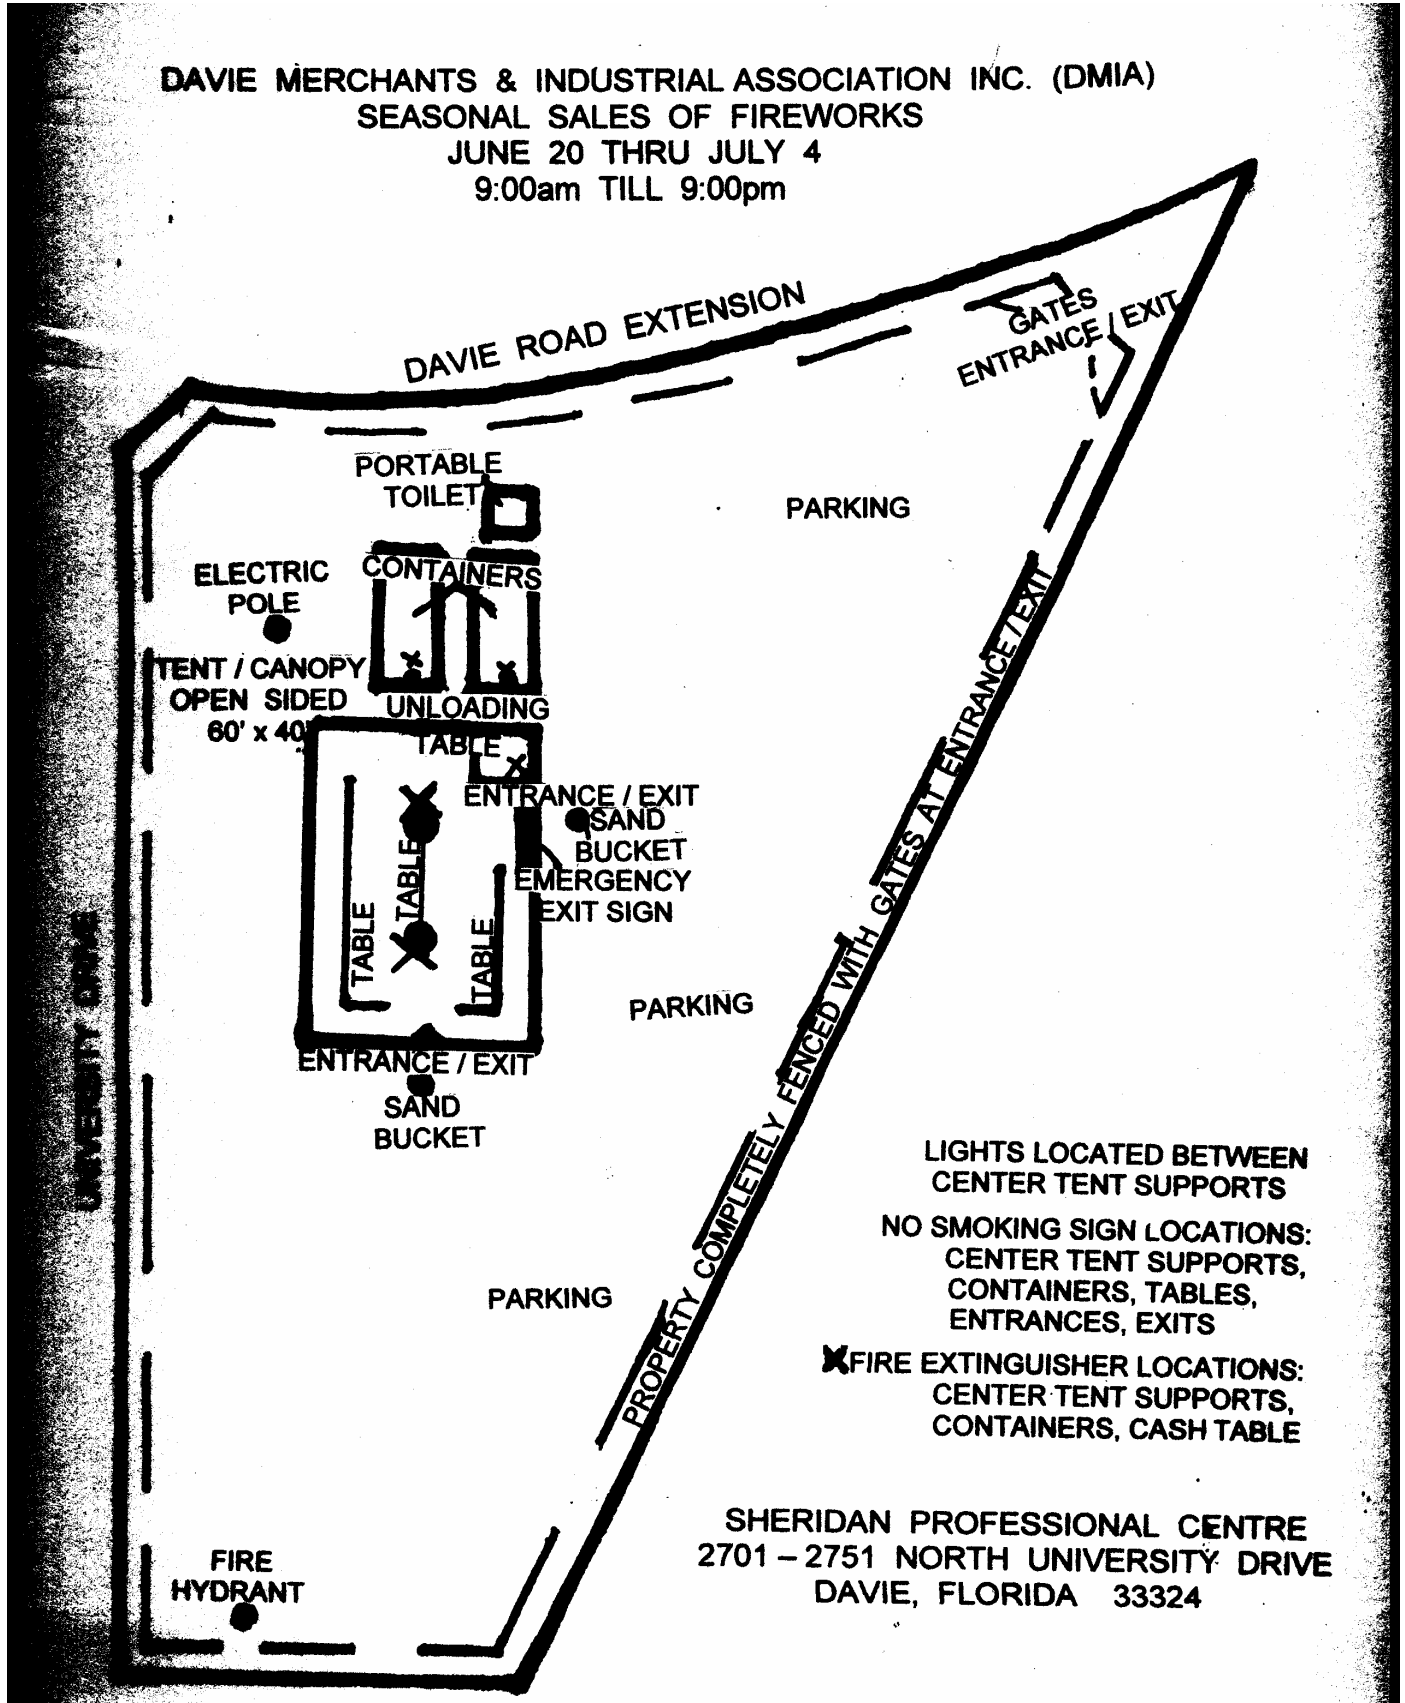 DAVIE MERCHANTS & INDUSTRIAL ASSOCIATION INC. (DMIA)
SEASONAL SALES OF FIREWORKS
JUNE 20 THRU JULY 4
9:00am TILL 9:00pm
DAVIE ROAD EXTENSION
GATES
ENTRANCE / EXIT
PORTABLE
TOILET
PARKING
ELECTRIC
POLE
CONTAINERS
TENT / CANOPY
OPEN SIDED
60' x 40'
UNLOADING
TABLE
ENTRANCE / EXIT
SAND
BUCKET
EMERGENCY
EXIT SIGN
TABLE
TABLE
TABLE
UNIVERSITY DRIVE
PARKING
ENTRANCE / EXIT
SAND
BUCKET
PROPERTY COMPLETELY FENCED WITH GATES AT ENTRANCE / EXIT
PARKING
LIGHTS LOCATED BETWEEN
CENTER TENT SUPPORTS
NO SMOKING SIGN LOCATIONS:
CENTER TENT SUPPORTS,
CONTAINERS, TABLES,
ENTRANCES, EXITS
X FIRE EXTINGUISHER LOCATIONS:
CENTER TENT SUPPORTS,
CONTAINERS, CASH TABLE
SHERIDAN PROFESSIONAL CENTRE
2701 – 2751 NORTH UNIVERSITY DRIVE
DAVIE, FLORIDA 33324
FIRE
HYDRANT